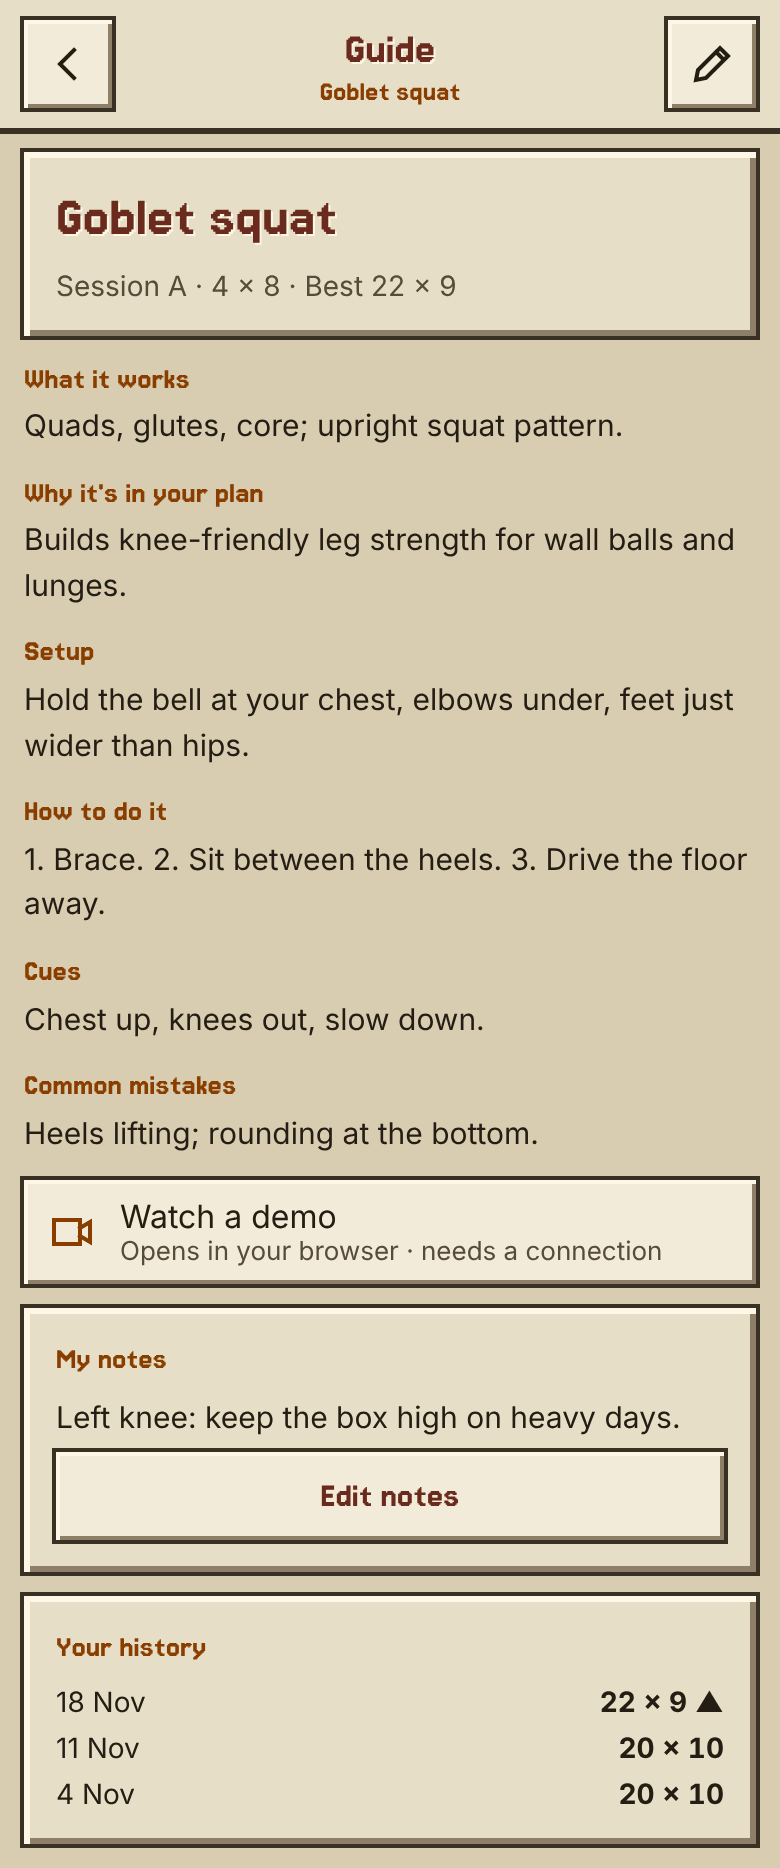 Guide
Goblet squat
Goblet squat
Session A · 4 × 8 · Best 22 × 9
What it works
Quads, glutes, core; upright squat pattern.
Why it's in your plan
Builds knee-friendly leg strength for wall balls and
lunges.
Setup
Hold the bell at your chest, elbows under, feet just
wider than hips.
How to do it
1. Brace. 2. Sit between the heels. 3. Drive the floor
away.
Cues
Chest up, knees out, slow down.
Common mistakes
Heels lifting; rounding at the bottom.
Watch a demo
Opens in your browser · needs a connection
My notes
Left knee: keep the box high on heavy days.
Edit notes
Your history
18 Nov 22 × 9 ▲
11 Nov 20 × 10
4 Nov 20 × 10